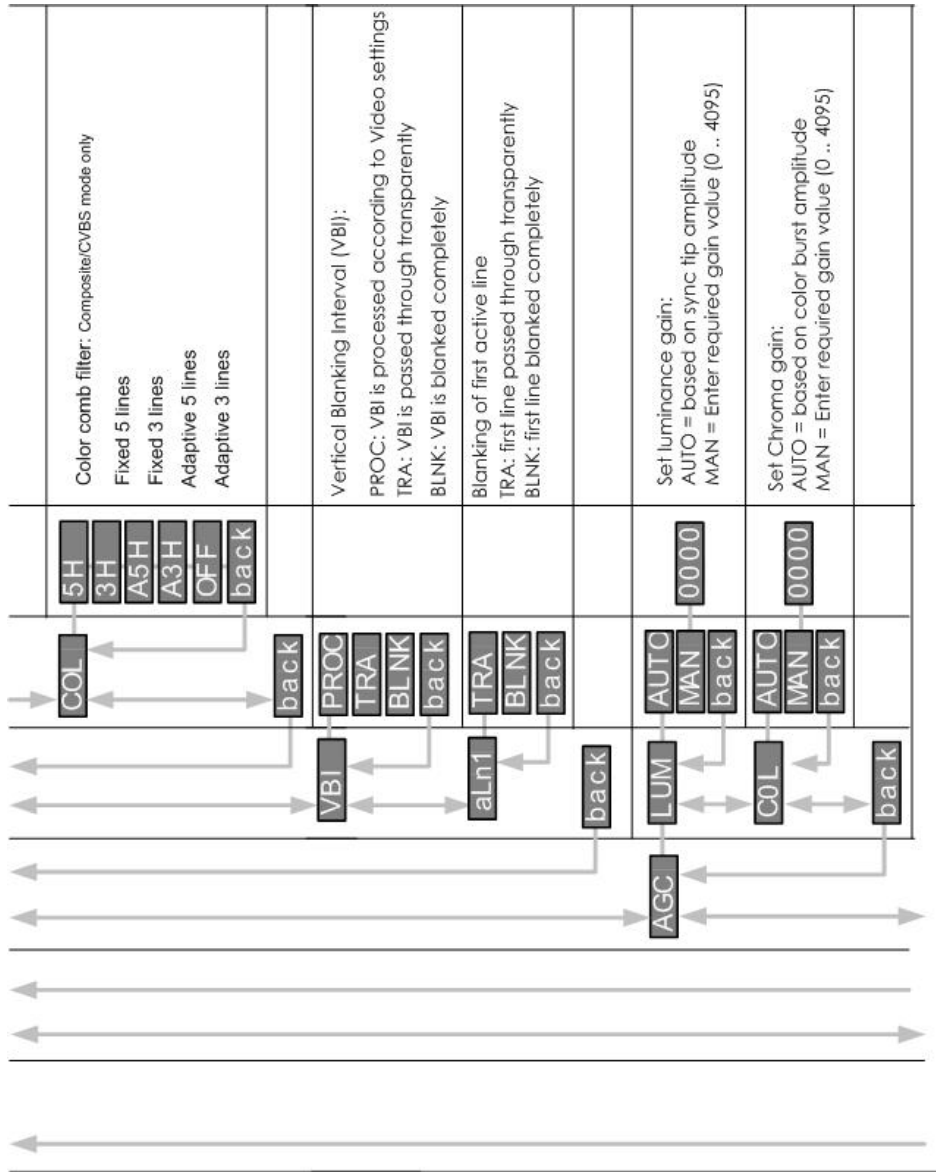 COL
5H
3H
A5H
A3H
OFF
back
Color comb filter: Composite/CVBS mode only
Fixed 5 lines
Fixed 3 lines
Adaptive 5 lines
Adaptive 3 lines
back
VBI
PROC
TRA
BLNK
back
Vertical Blanking Interval (VBI):
PROC: VBI is processed according to Video settings
TRA: VBI is passed through transparently
BLNK: VBI is blanked completely
aLn1
TRA
BLNK
back
Blanking of first active line
TRA: first line passed through transparently
BLNK: first line blanked completely
back
AGC
LUM
AUTO
MAN
back
0000
Set luminance gain:
AUTO = based on sync tip amplitude
MAN = Enter required gain value (0 .. 4095)
C0L
AUTO
MAN
back
0000
Set Chroma gain:
AUTO = based on color burst amplitude
MAN = Enter required gain value (0 .. 4095)
back